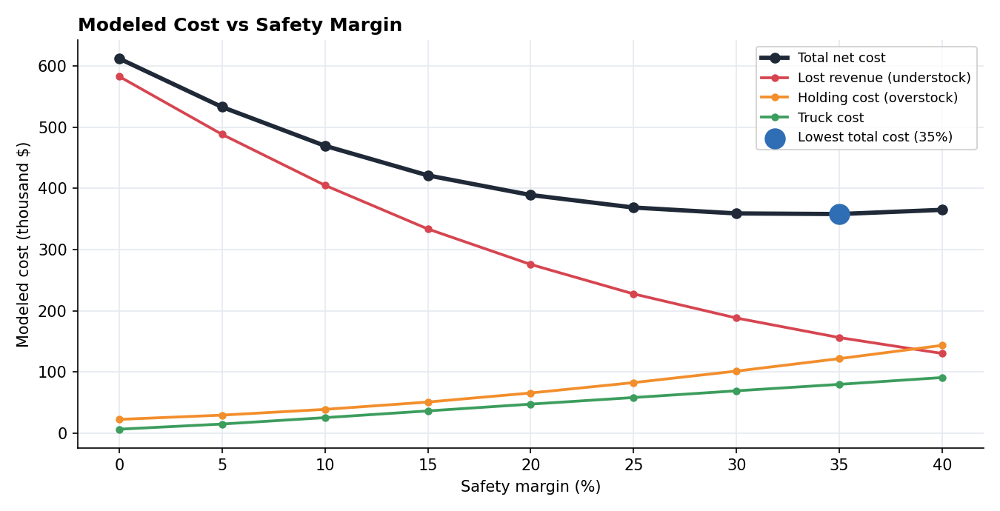 Modeled Cost vs Safety Margin
Total net cost
Lost revenue (understock)
Holding cost (overstock)
Truck cost
Lowest total cost (35%)
Modeled cost (thousand $)
600
500
400
300
200
100
0
0 5 10 15 20 25 30 35 40
Safety margin (%)